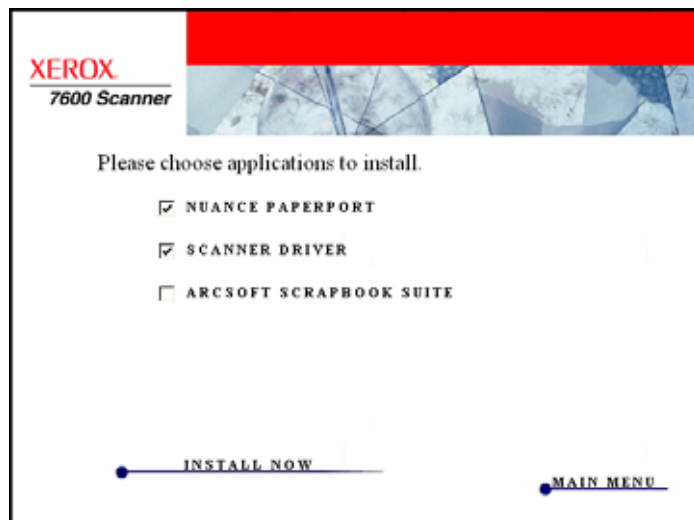 XEROX.
7600 Scanner
Please choose applications to install.
NUANCE PAPERPORT
SCANNER DRIVER
ARCSOFT SCRAPBOOK SUITE
INSTALL NOW
MAIN MENU